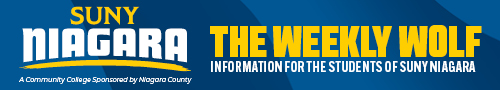 SUNY
NIAGARA
A Community College Sponsored by Niagara County
THE WEEKLY WOLF
INFORMATION FOR THE STUDENTS OF SUNY NIAGARA